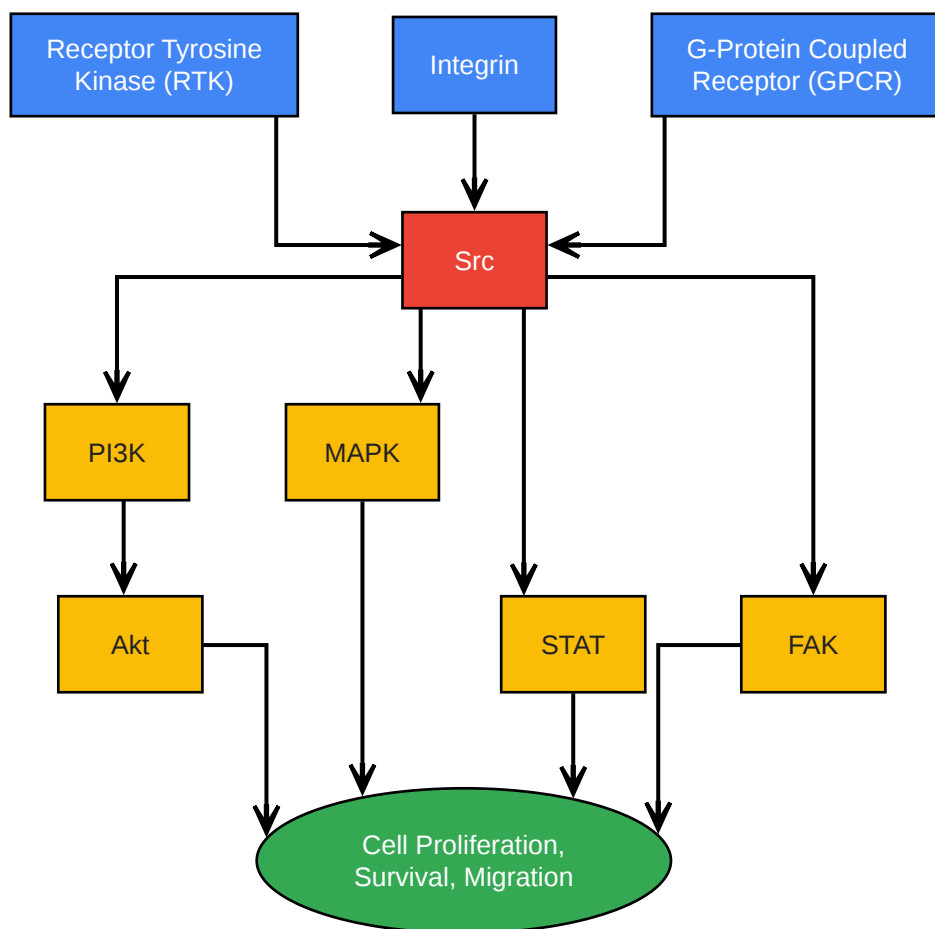 Receptor Tyrosine
Kinase (RTK)
Integrin
G-Protein Coupled
Receptor (GPCR)
Src
PI3K
MAPK
Akt
STAT
FAK
Cell Proliferation,
Survival, Migration